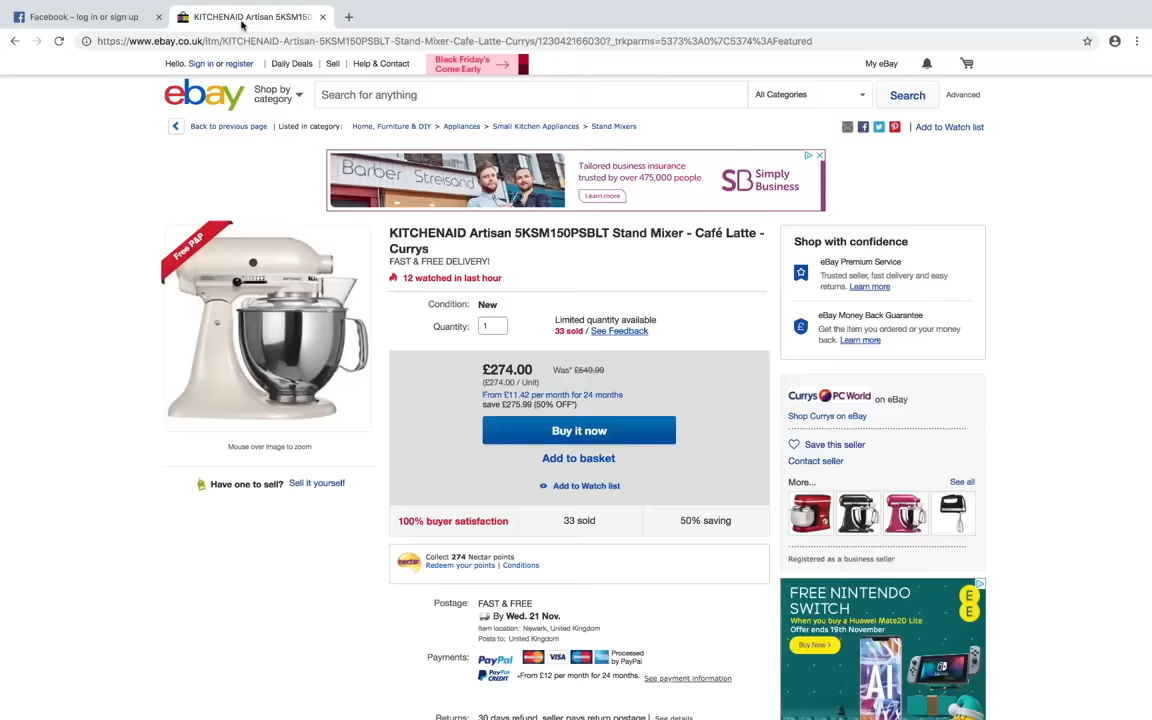 Facebook – log in or sign up
KITCHENAID Artisan 5KSM150
https://www.ebay.co.uk/itm/KITCHENAID-Artisan-5KSM150PSBLT-Stand-Mixer-Cafe-Latte-Currys/123042166030?_trkparms=5373%3A0%7C5374%3AFeatured
Hello. Sign in or register | Daily Deals | Sell | Help & Contact
Black Friday's
Come Early
My eBay
ebay
Shop by
category
Search for anything
All Categories
Search
Advanced
Back to previous page | Listed in category: Home, Furniture & DIY > Appliances > Small Kitchen Appliances > Stand Mixers
| Add to Watch list
Barber Streisand
Tailored business insurance
trusted by over 475,000 people.
Learn more
SB Simply
Business
Free P&P
KITCHENAID Artisan 5KSM150PSBLT Stand Mixer - Café Latte -
Currys
FAST & FREE DELIVERY!
12 watched in last hour
Condition: New
Quantity: 1
Limited quantity available
33 sold / See Feedback
£274.00
Was* £549.99
(£274.00 / Unit)
From £11.42 per month for 24 months
save £275.99 (50% OFF*)
Buy it now
Add to basket
Add to Watch list
100% buyer satisfaction
33 sold
50% saving
Mouse over image to zoom
Have one to sell? Sell it yourself
nectar
Collect 274 Nectar points
Redeem your points | Conditions
Postage: FAST & FREE
By Wed. 21 Nov.
Item location: Newark, United Kingdom
Posts to: United Kingdom
Payments: PayPal MasterCard VISA Processed
by PayPal
PayPal
CREDIT
•From £12 per month for 24 months. See payment information
Returns: 30 days refund, seller pays return postage | See details
Shop with confidence
eBay Premium Service
Trusted seller, fast delivery and easy
returns. Learn more
eBay Money Back Guarantee
Get the item you ordered or your money
back. Learn more
Currys PC World on eBay
Shop Currys on eBay
Save this seller
Contact seller
More...
See all
Registered as a business seller
FREE NINTENDO
SWITCH
When you buy a Huawei Mate20 Lite
Offer ends 19th November
Buy Now >
EE
AI